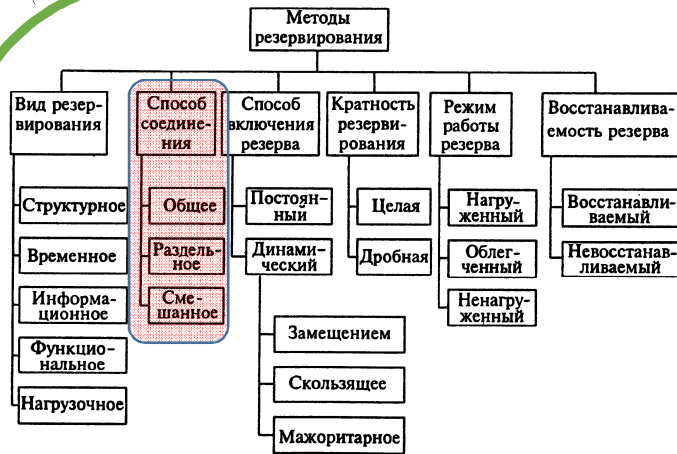 Методы
резервирования
Вид резер-
вирования
Структурное
Временное
Информа-
ционное
Функцио-
нальное
Нагрузочное
Способ
соедине-
ния
Общее
Раздель-
ное
Сме-
шанное
Способ
включения
резерва
Постоян-
ный
Динами-
ческий
Замещением
Скользящее
Мажоритарное
Кратность
резерви-
рования
Целая
Дробная
Режим
работы
резерва
Нагру-
женный
Облег-
ченный
Ненагру-
женный
Восстанавлива-
емость резерва
Восстанавли-
ваемый
Невосстанав-
ливаемый